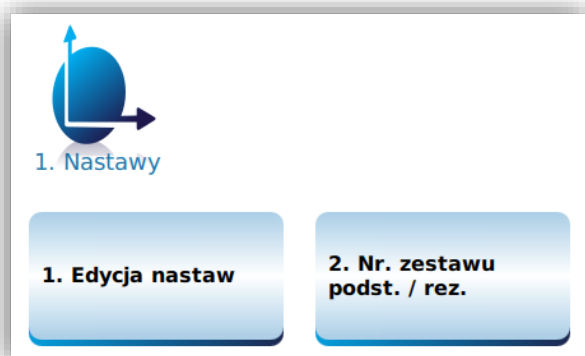 1. Nastawy
1. Edycja nastaw
2. Nr. zestawu
podst. / rez.